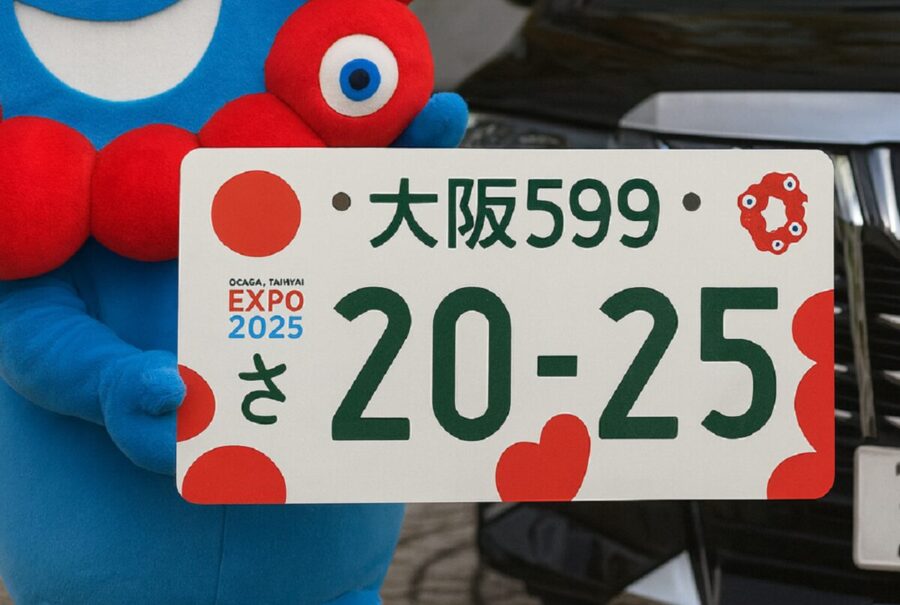 大阪599
OCAGA, TAIHYAI
EXPO
2025
さ 20-25